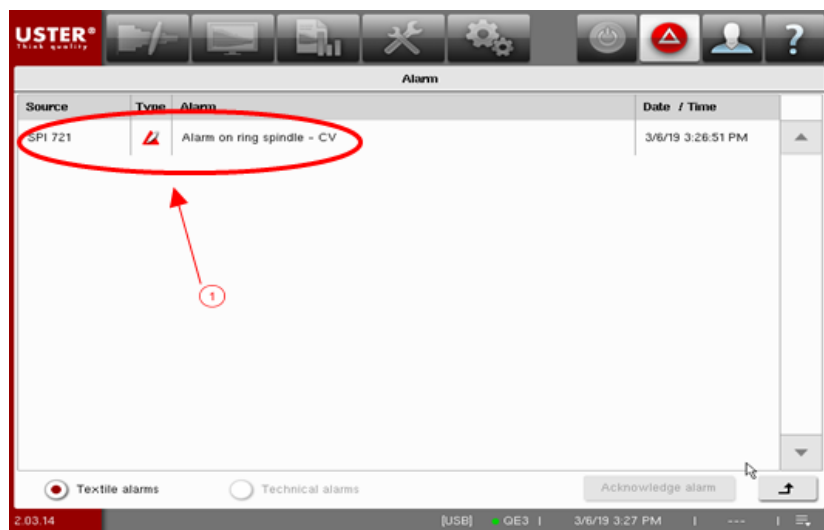 USTER®
Think quality
?
Alarm
Source Type Alarm Date / Time
SPI 721 Alarm on ring spindle - CV 3/6/19 3:26:51 PM
1
Textile alarms Technical alarms Acknowledge alarm
2.03.14 [USB] QE3 | 3/6/19 3:27 PM | --- |